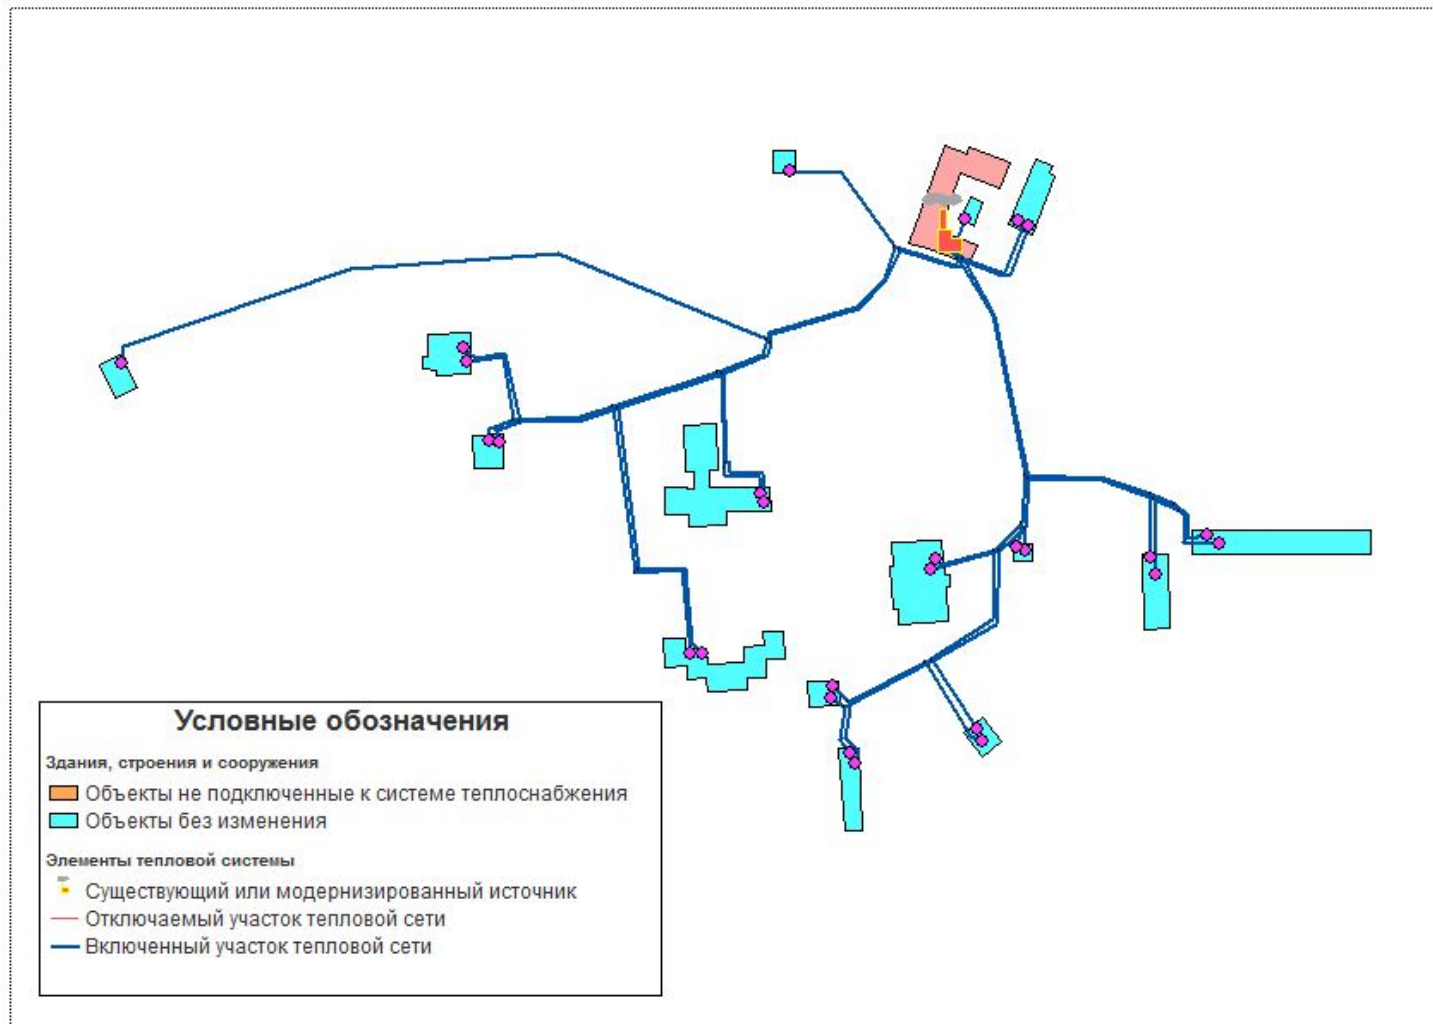 Условные обозначения
Здания, строения и сооружения
Объекты не подключенные к системе теплоснабжения
Объекты без изменения
Элементы тепловой системы
Существующий или модернизированный источник
Отключаемый участок тепловой сети
Включенный участок тепловой сети